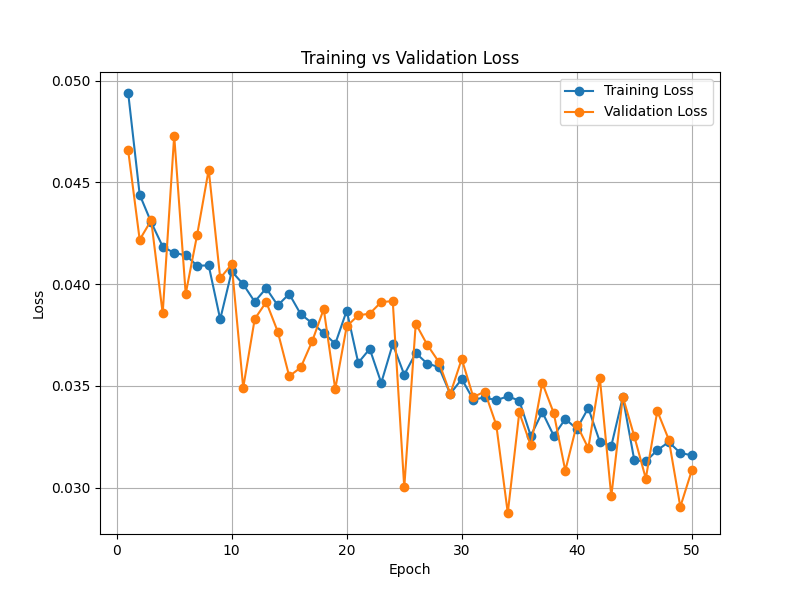 Training vs Validation Loss
Training Loss
Validation Loss
0.050
0.045
0.040
0.035
0.030
Loss
0 10 20 30 40 50
Epoch